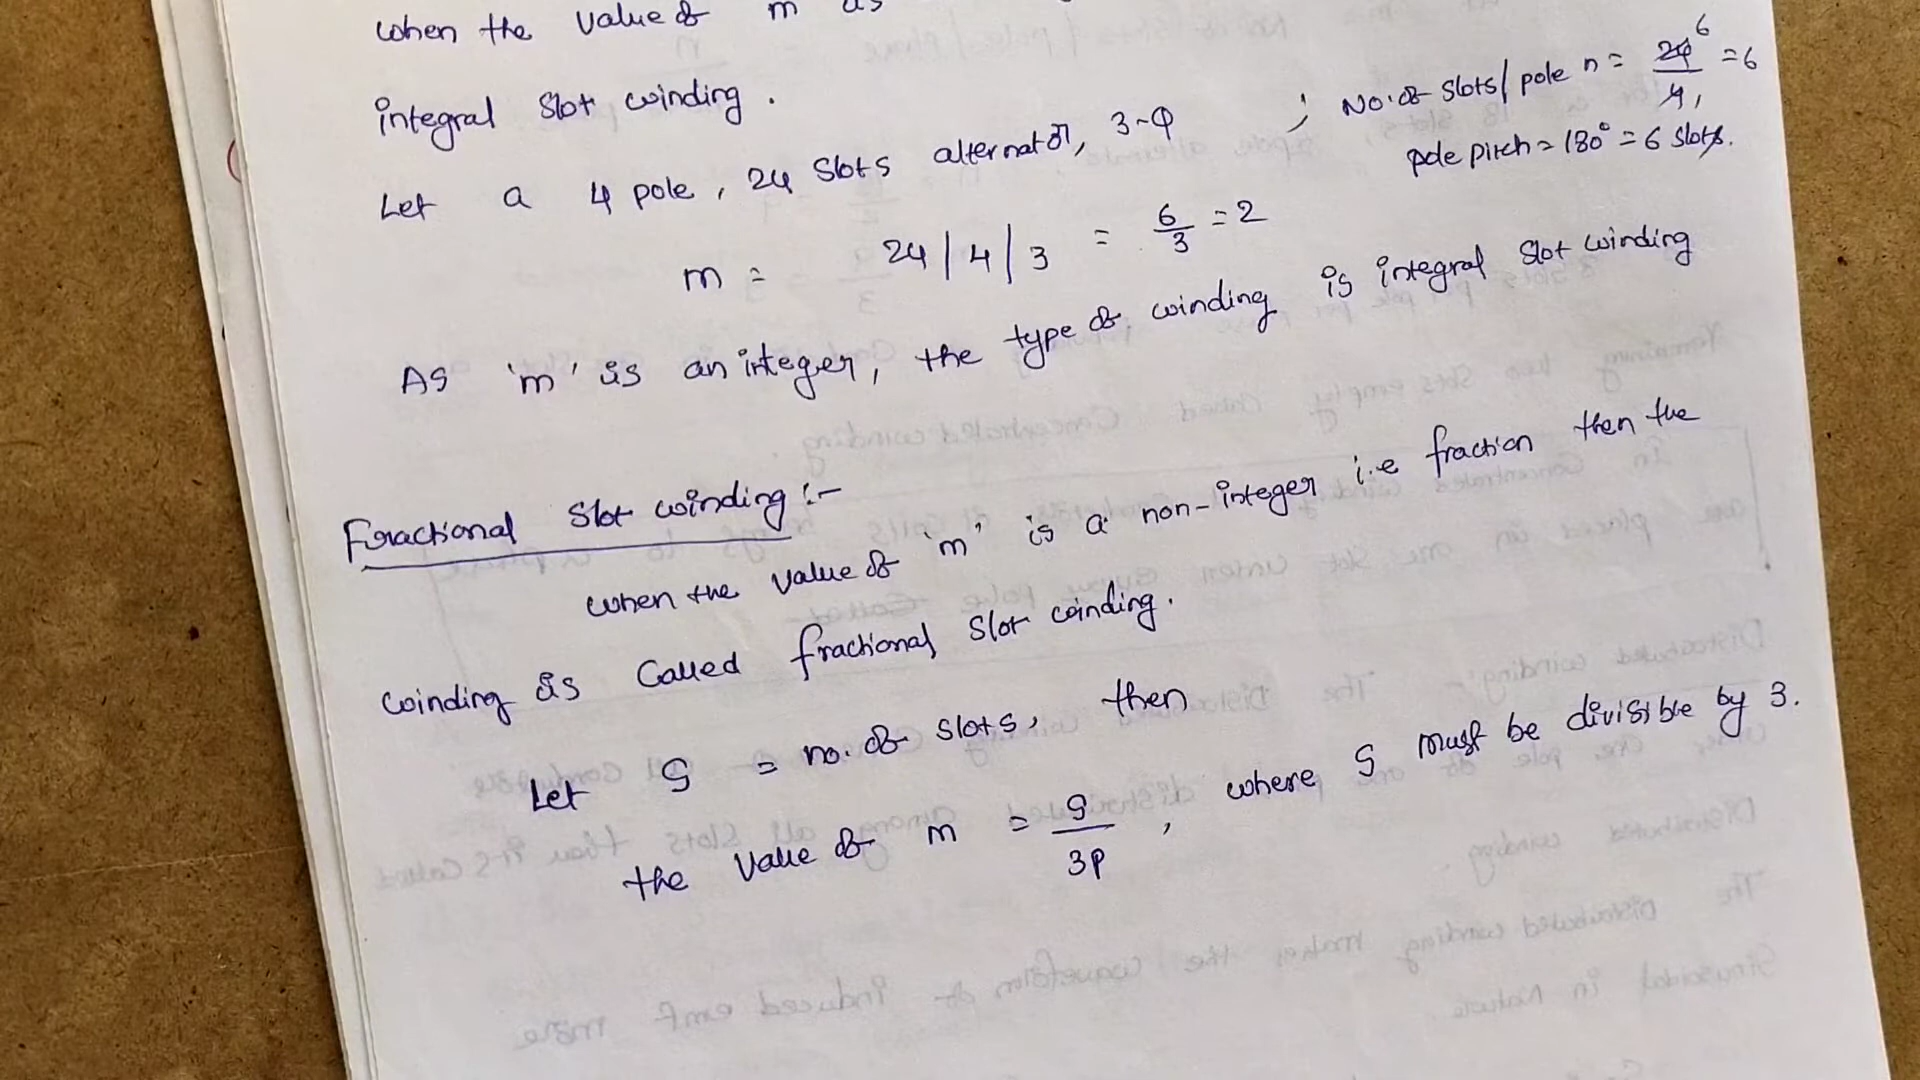 when the value of m is
integral slot winding.
Let a 4 pole, 24 slots alternator, 3-φ ; No. of slots/pole n = 24/4 6 = 6
pole pitch = 180° = 6 slots.
m = 24/4/3 = 6/3 = 2
As 'm' is an integer, the type of winding is integral slot winding
Fractional Slot winding :-
when the value of 'm' is a non-integer i.e fraction then the
winding is called fractional slot winding.
Let S = no. of slots, then
the value of m = S/3P, where S must be divisible by 3.